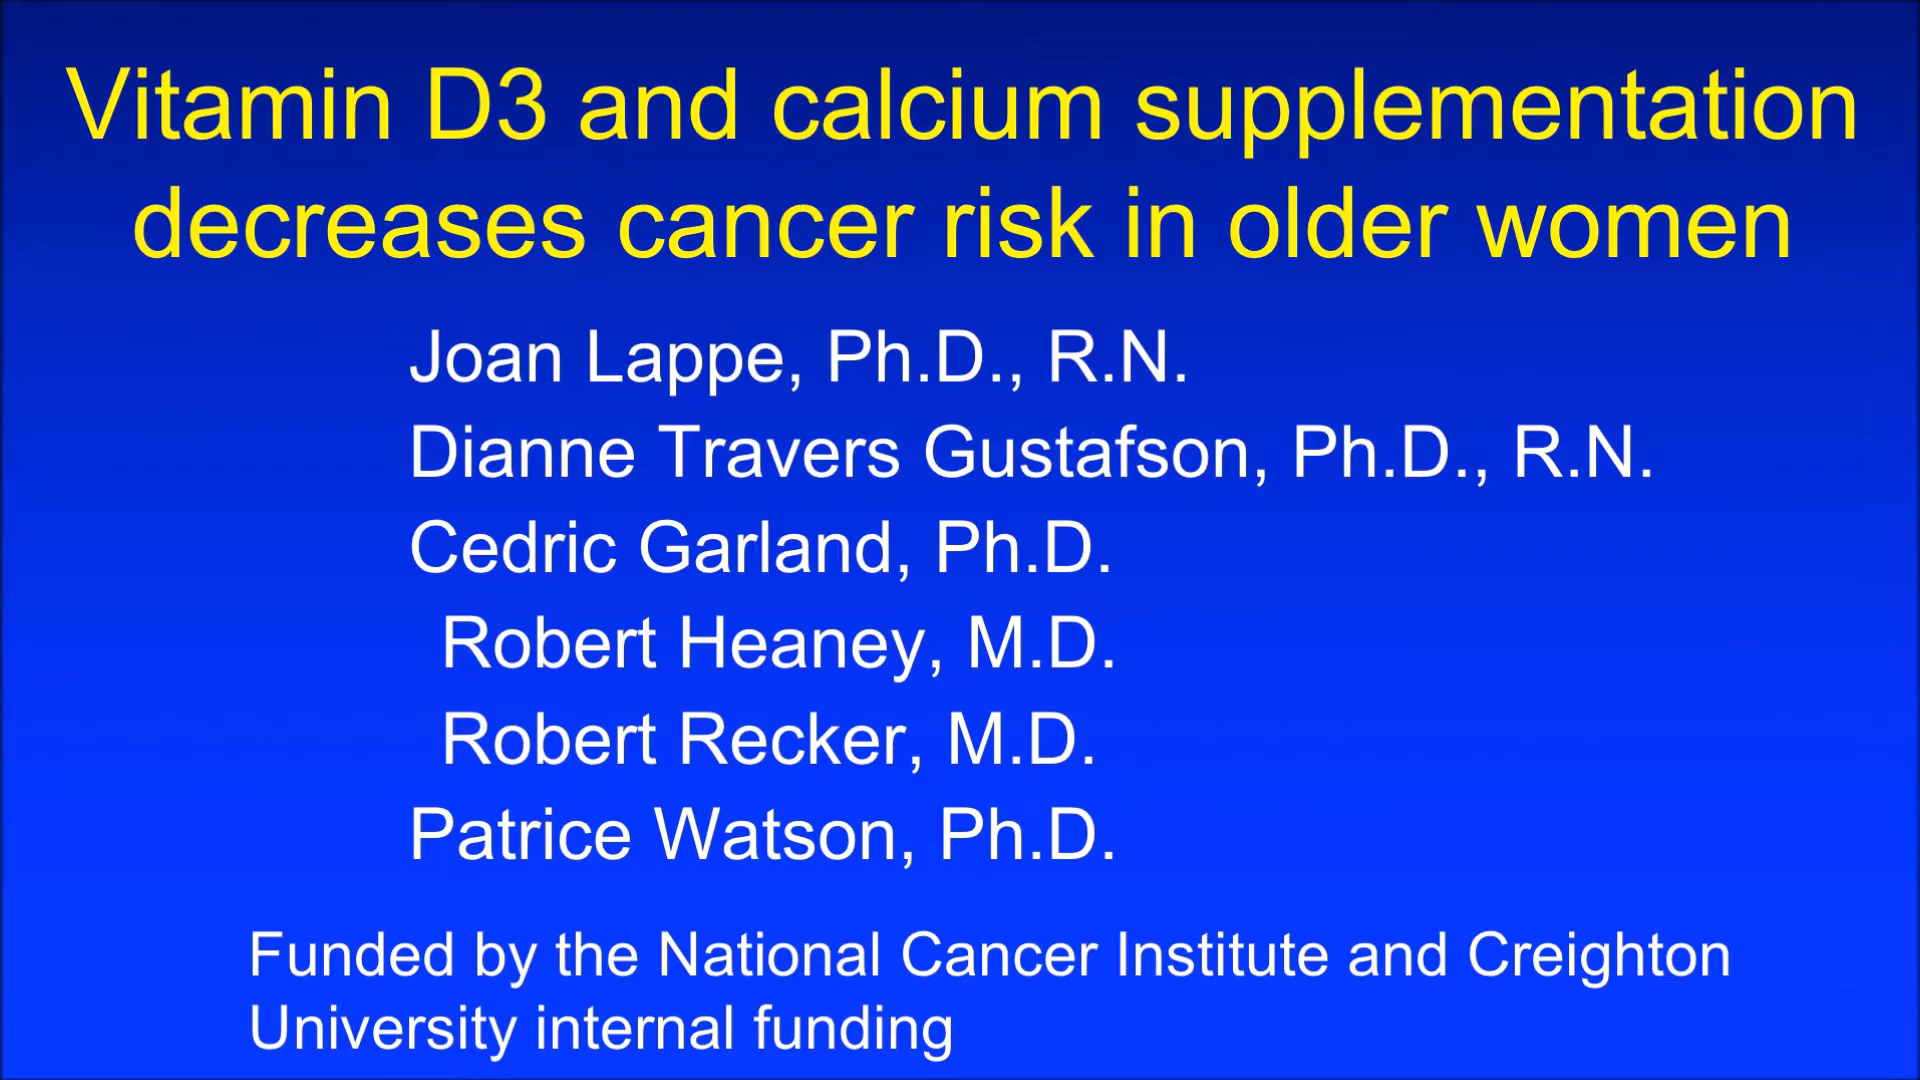 Vitamin D3 and calcium supplementation
decreases cancer risk in older women
Joan Lappe, Ph.D., R.N.
Dianne Travers Gustafson, Ph.D., R.N.
Cedric Garland, Ph.D.
Robert Heaney, M.D.
Robert Recker, M.D.
Patrice Watson, Ph.D.
Funded by the National Cancer Institute and Creighton
University internal funding